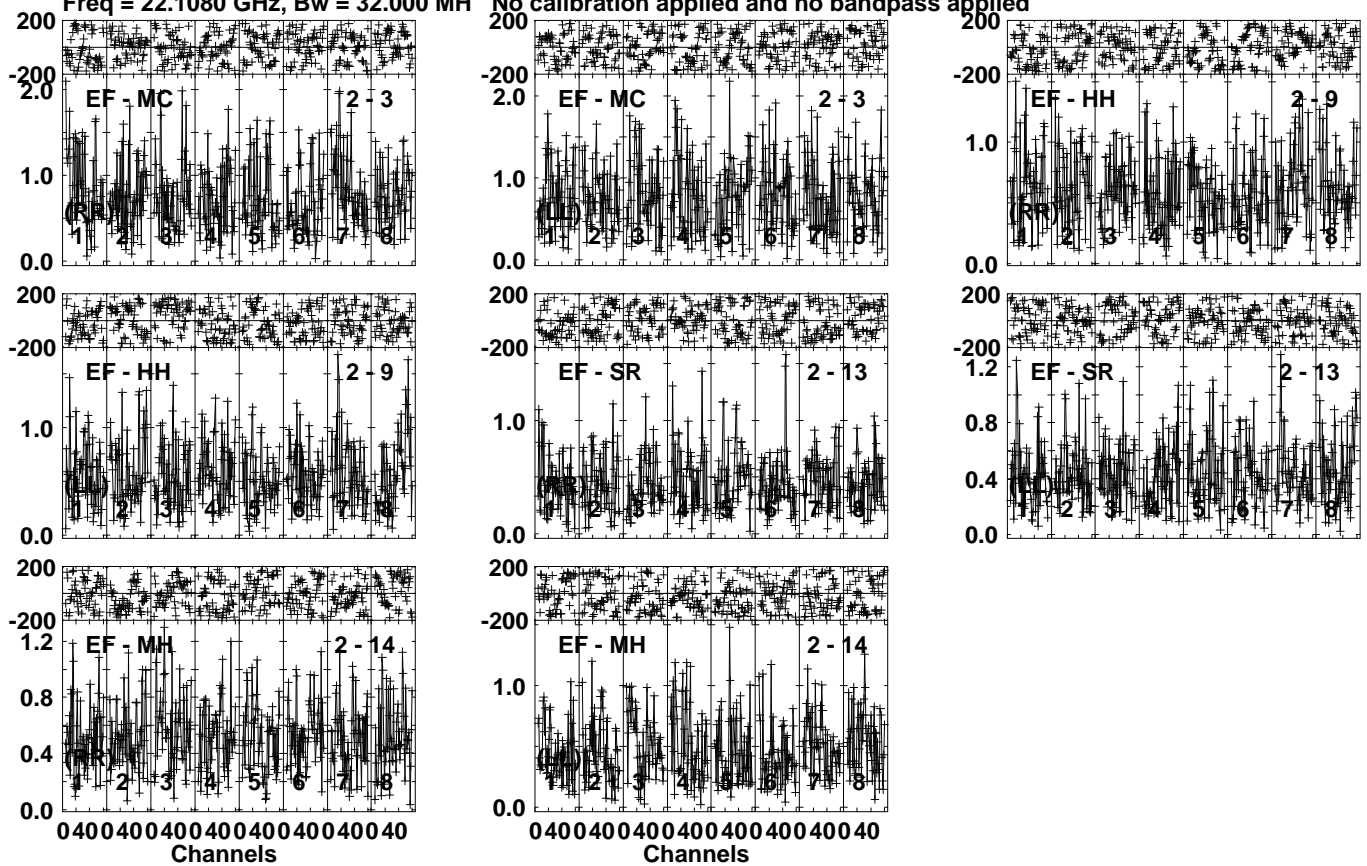 Freq = 22.1080 GHz, Bw = 32.000 MH No calibration applied and no bandpass applied
200
-200
2.0
1.0
0.0
EF - MC 2 - 3
(RR)
1 2 3 4 5 6 7 8
200
-200
2.0
1.0
0.0
EF - MC 2 - 3
(LL)
1 2 3 4 5 6 7 8
200
-200
1.0
0.0
EF - HH 2 - 9
(RR)
1 2 3 4 5 6 7 8
200
-200
1.0
0.0
EF - HH 2 - 9
(LL)
1 2 3 4 5 6 7 8
200
-200
1.0
0.0
EF - SR 2 - 13
(RR)
1 2 3 4 5 6 7 8
200
-200
1.2
0.8
0.4
0.0
EF - SR 2 - 13
(LL)
1 2 3 4 5 6 7 8
200
-200
1.2
0.8
0.4
0.0
EF - MH 2 - 14
(RR)
1 2 3 4 5 6 7 8
0 40 0 40 0 40 0 40 0 40 0 40 0 40 0 40
Channels
200
-200
1.0
0.0
EF - MH 2 - 14
(LL)
1 2 3 4 5 6 7 8
0 40 0 40 0 40 0 40 0 40 0 40 0 40 0 40
Channels